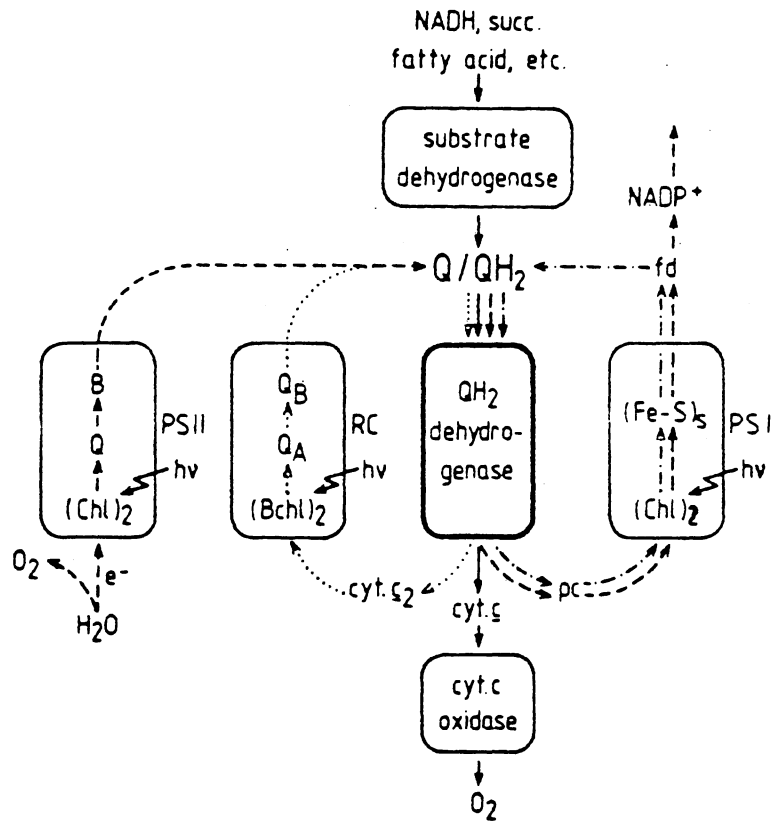 NADH, succ.
fatty acid, etc.
substrate
dehydrogenase
NADP+
Q/QH2
fd
B
Q
(Chl)2
hν
PSII
QB
QA
(Bchl)2
hν
RC
QH2
dehydro-
genase
(Fe-S)s
(Chl)2
hν
PSI
O2
e-
H2O
cyt.c2
cyt.c
pc
cyt.c
oxidase
O2